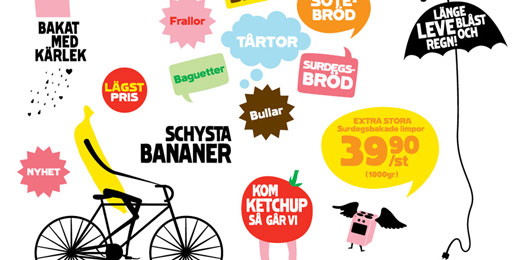 BAKAT
MED
KÄRLEK
Frallor
SÖTE-
BRÖD
LÄNGE
LEVE BLÅST
OCH
REGN!
TÅRTOR
LÄGST
PRIS
Baguetter
SURDEGS-
BRÖD
Bullar
SCHYSTA
BANANER
EXTRA STORA
Surdegsbakade limpor
39 90
/st
(1000gr)
NYHET
KOM
KETCHUP
SÅ GÅR VI